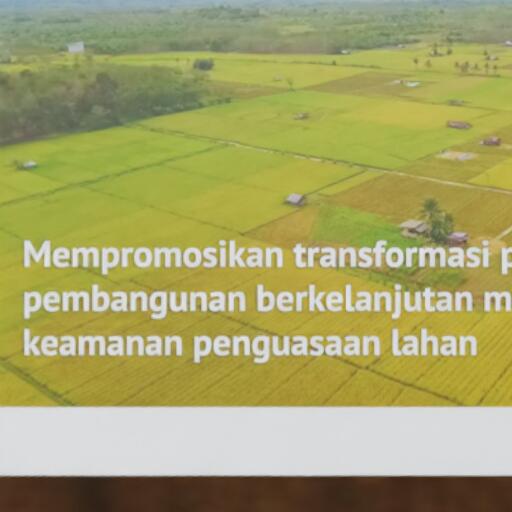 Mempromosikan transformasi
pembangunan berkelanjutan
keamanan penguasaan lahan